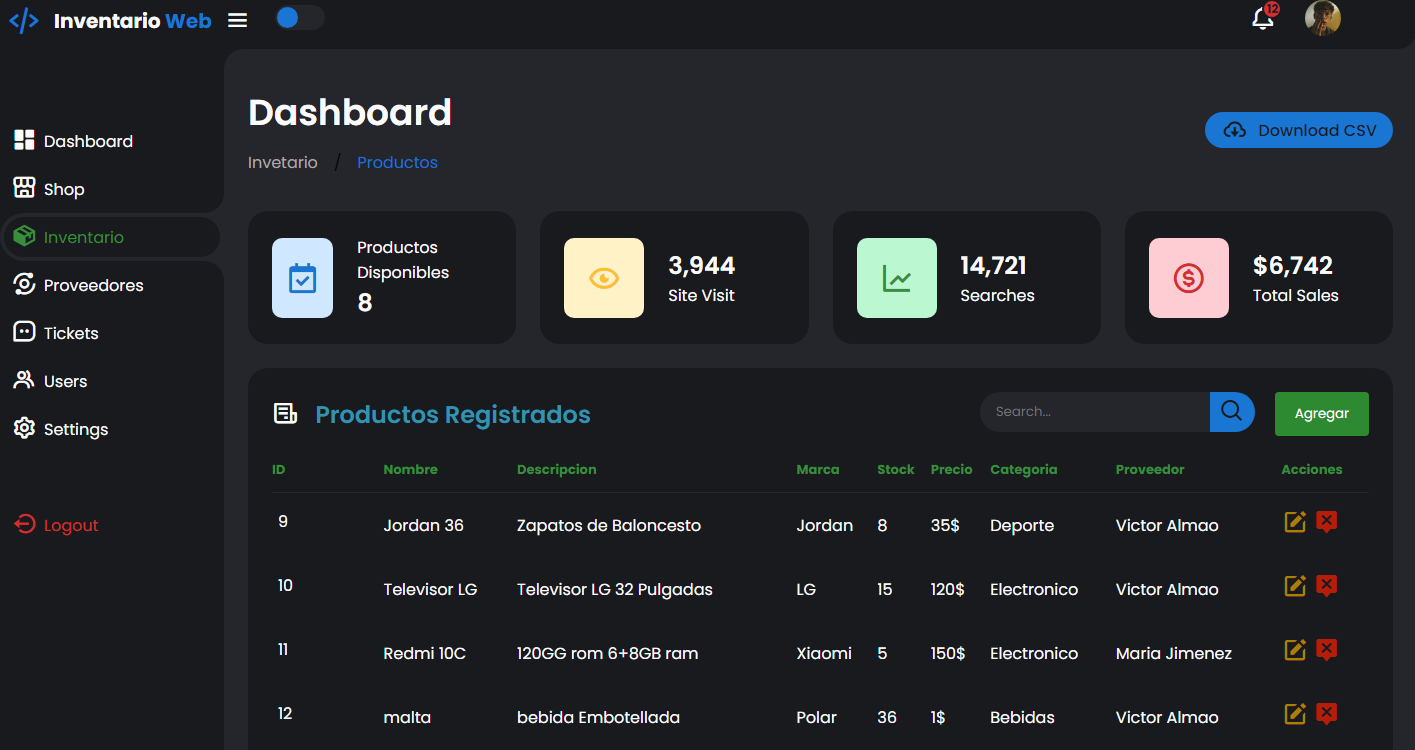 Inventario Web
12
Dashboard
Shop
Inventario
Proveedores
Tickets
Users
Settings
Logout
Dashboard
Invetario / Productos
Download CSV
Productos
Disponibles
8
3,944
Site Visit
14,721
Searches
$6,742
Total Sales
Productos Registrados
Search...
Agregar
ID Nombre Descripcion Marca Stock Precio Categoria Proveedor Acciones
9 Jordan 36 Zapatos de Baloncesto Jordan 8 35$ Deporte Victor Almao
10 Televisor LG Televisor LG 32 Pulgadas LG 15 120$ Electronico Victor Almao
11 Redmi 10C 120GG rom 6+8GB ram Xiaomi 5 150$ Electronico Maria Jimenez
12 malta bebida Embotellada Polar 36 1$ Bebidas Victor Almao